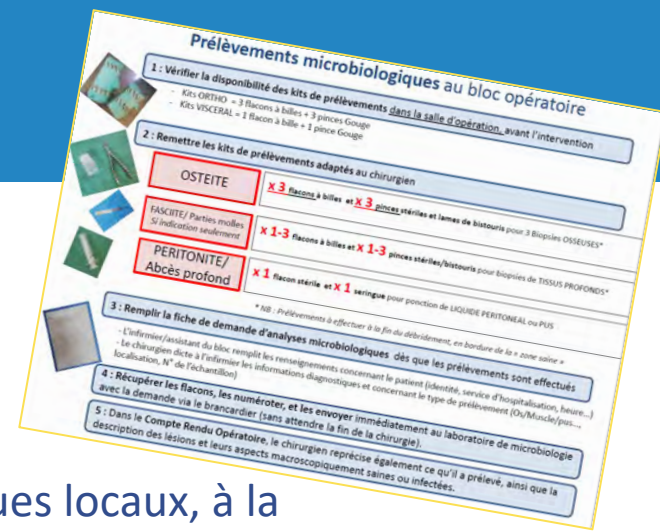 Prélèvements microbiologiques au bloc opératoire
1 : Vérifier la disponibilité des kits de prélèvements dans la salle d'opération, avant l'intervention
- Kits ORTHO = 3 flacons à billes + 3 pinces Gouge
- Kits VISCERAL = 1 flacon à bille + 1 pince Gouge
2 : Remettre les kits de prélèvements adaptés au chirurgien
OSTEITE
x 3 flacons à billes et x 3 pinces stériles et lames de bistouris pour 3 Biopsies OSSEUSES*
FASCIITE/ Parties molles
Si indication seulement
x 1-3 flacons à billes et x 1-3 pinces stériles/bistouris pour biopsies de TISSUS PROFONDS*
PERITONITE/
Abcès profond
x 1 flacon stérile et x 1 seringue pour ponction de LIQUIDE PERITONEAL ou PUS
* NB : Prélèvements à effectuer à la fin du débridement, en bordure de la « zone saine »
3 : Remplir la fiche de demande d'analyses microbiologiques dès que les prélèvements sont effectués
- L'infirmier/assistant du bloc remplit les renseignements concernant le patient (identité, service d'hospitalisation, heure...)
- Le chirurgien dicte à l'infirmier les informations diagnostiques et concernant le type de prélèvement (Os/Muscle/pus...,
localisation, N° de l'échantillon)
4 : Récupérer les flacons, les numéroter, et les envoyer immédiatement au laboratoire de microbiologie
avec la demande via le brancardier (sans attendre la fin de la chirurgie).
5 : Dans le Compte Rendu Opératoire, le chirurgien reprécise également ce qu'il a prélevé, ainsi que la
description des lésions et leurs aspects macroscopiquement saines ou infectées.
ues locaux, à la